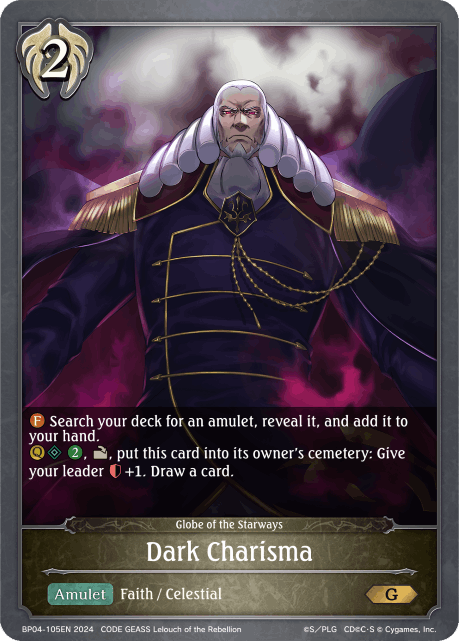 2
F Search your deck for an amulet, reveal it, and add it to
your hand.
Q 2, , put this card into its owner's cemetery: Give
your leader +1. Draw a card.
Globe of the Starways
Dark Charisma
Amulet Faith / Celestial G
BP04-105EN 2024 CODE GEASS Lelouch of the Rebellion ©S／PLG CD©C・S © Cygames, Inc.